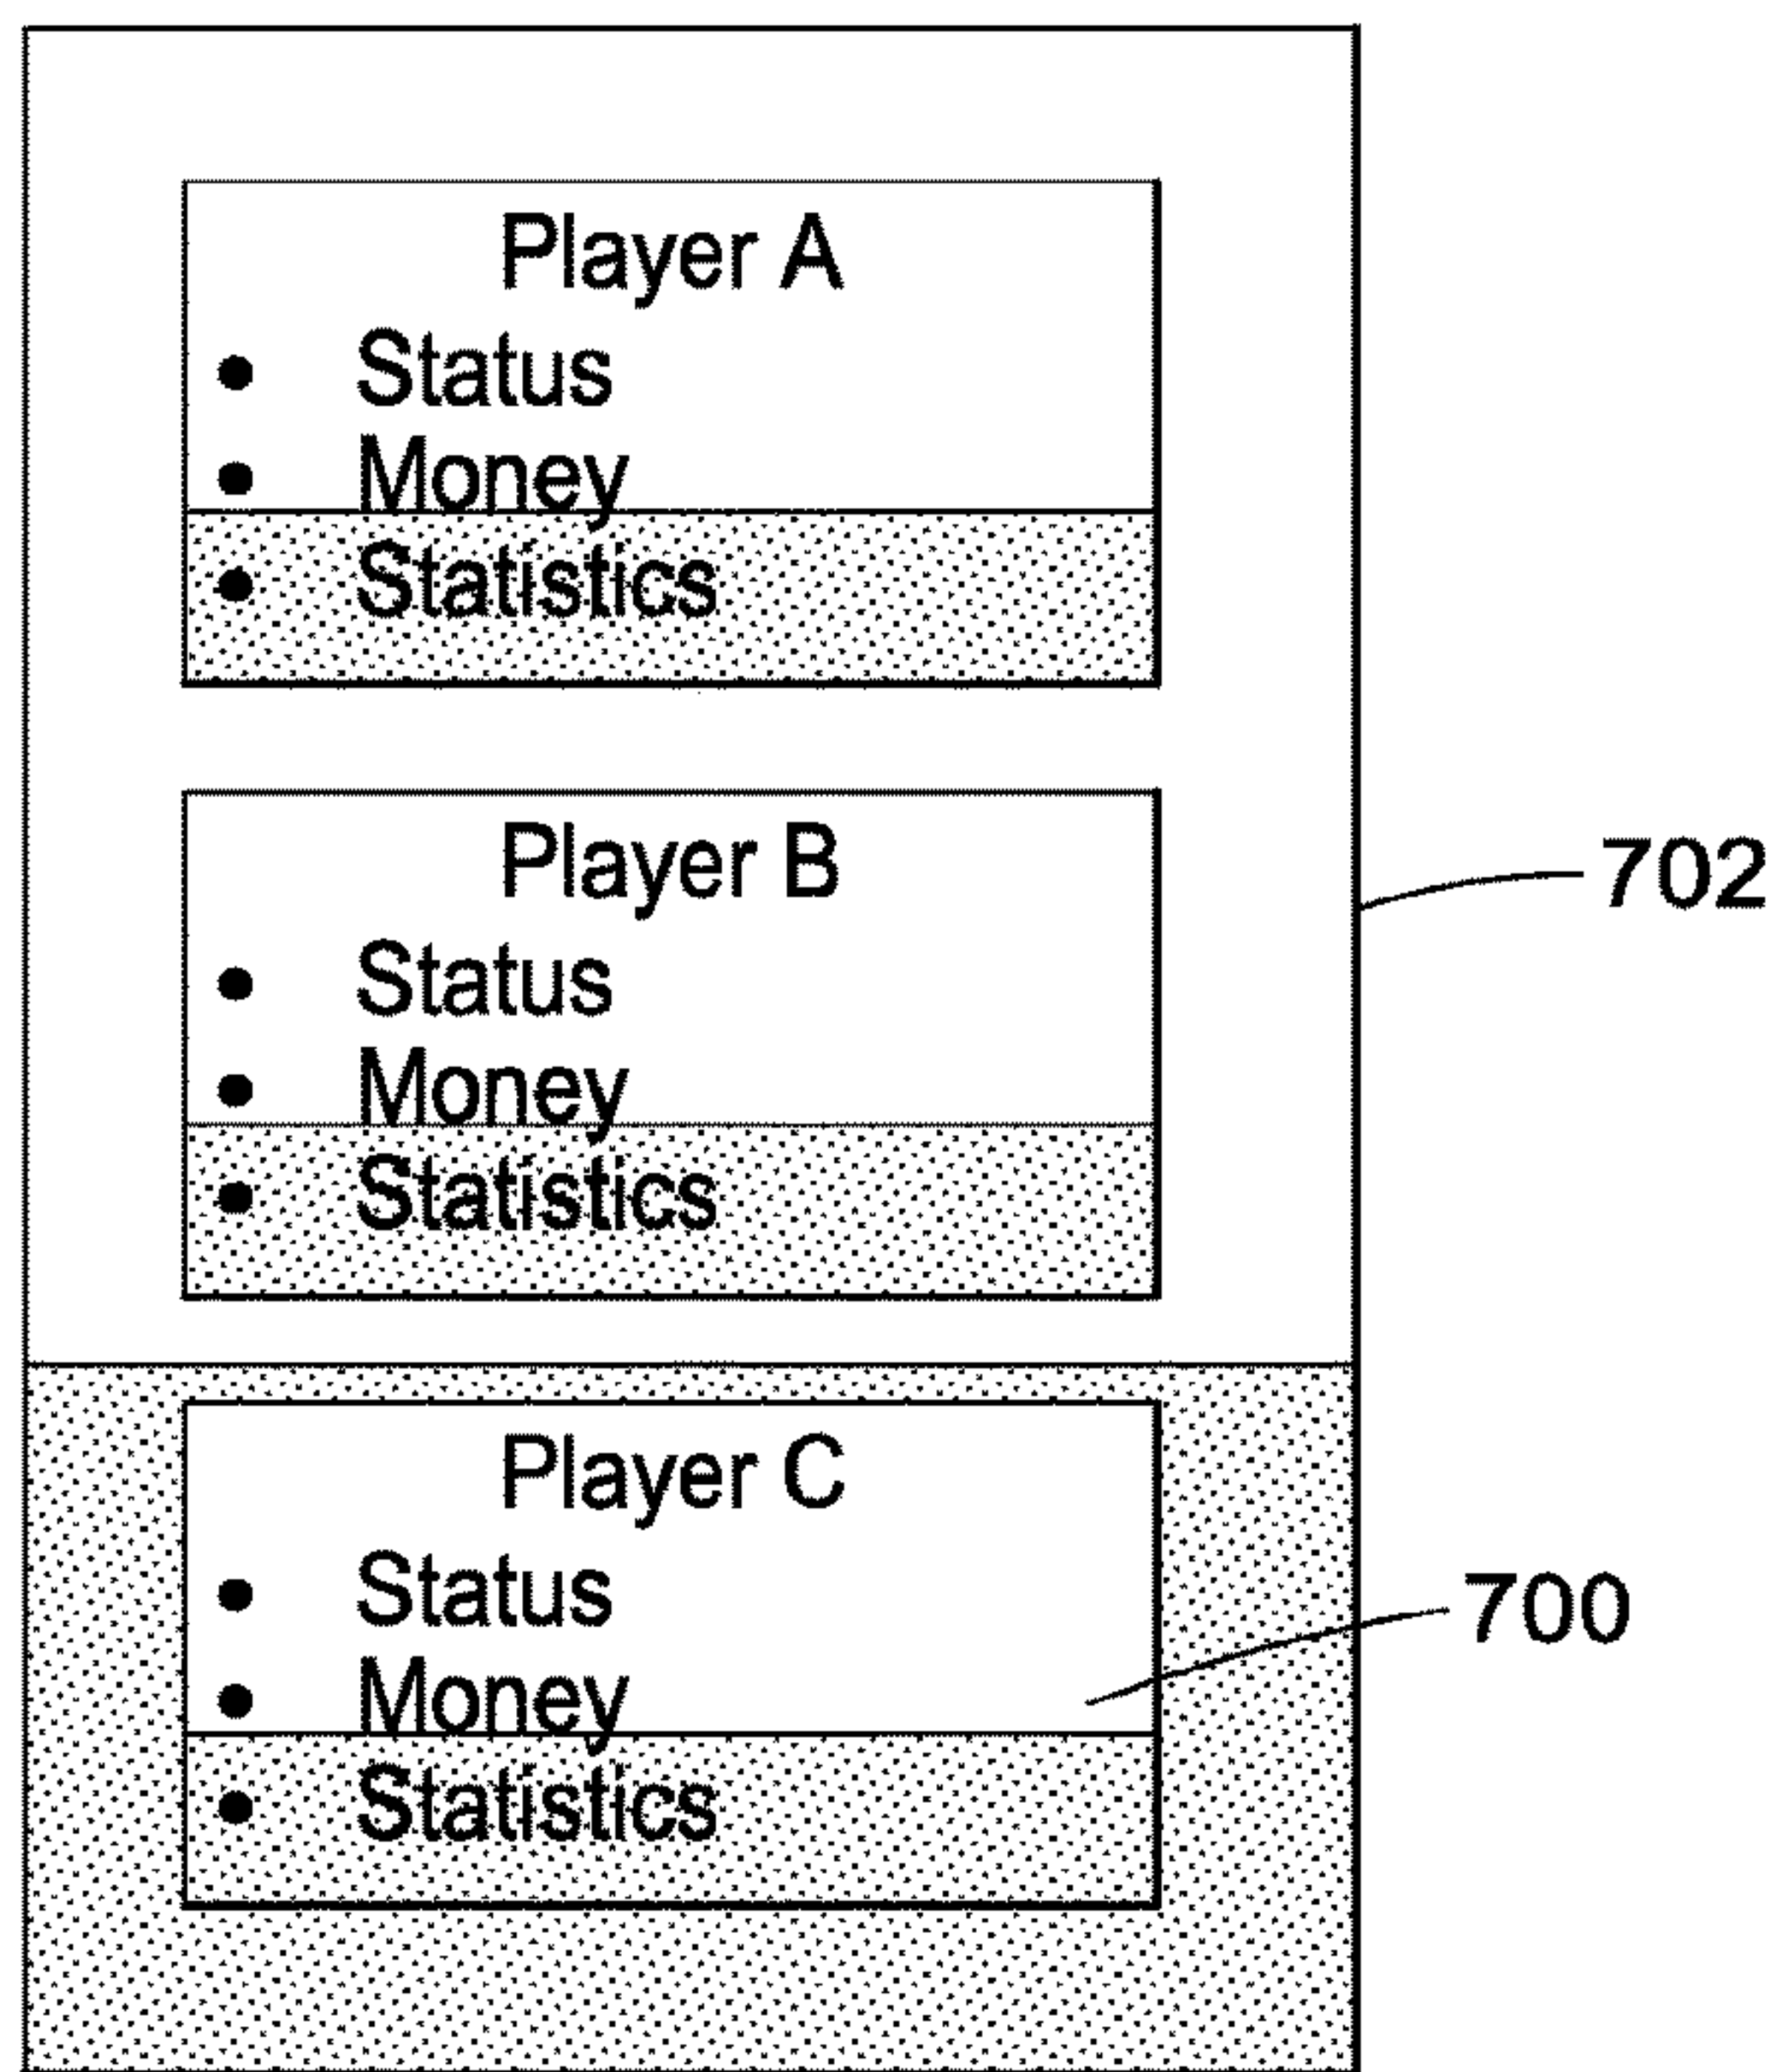 Player A
• Status
• Money
• Statistics
Player B
• Status
• Money
• Statistics
702
Player C
• Status
• Money
• Statistics
700